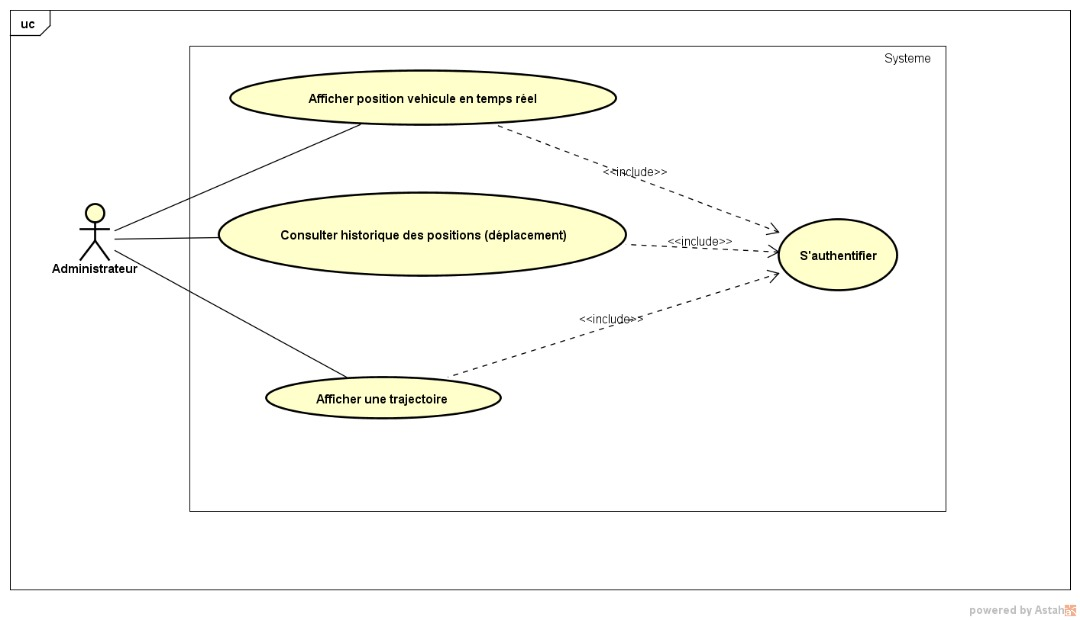 uc
Systeme
Afficher position vehicule en temps réel
<<include>>
Consulter historique des positions (déplacement)
<<include>>
S'authentifier
Administrateur
<<include>>
Afficher une trajectoire
powered by Astah